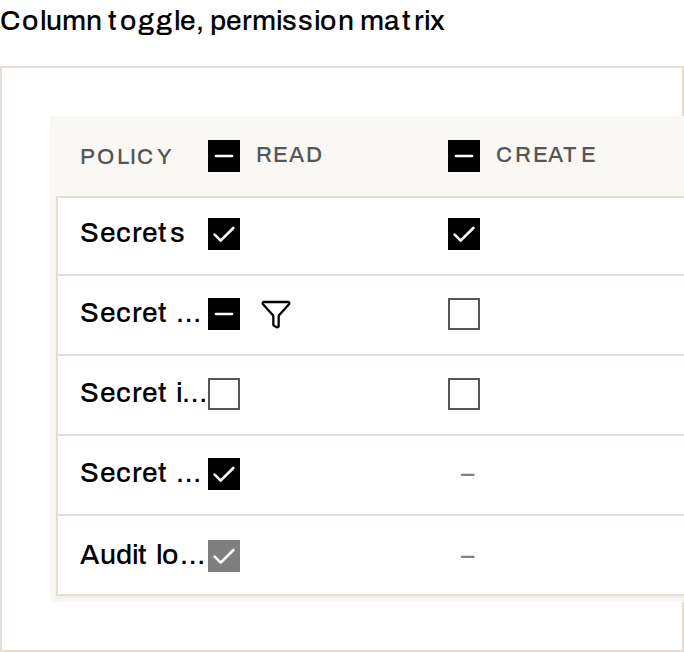 Column toggle, permission matrix
POLICY READ CREATE
Secrets
Secret ...
Secret i...
Secret ... –
Audit lo... –